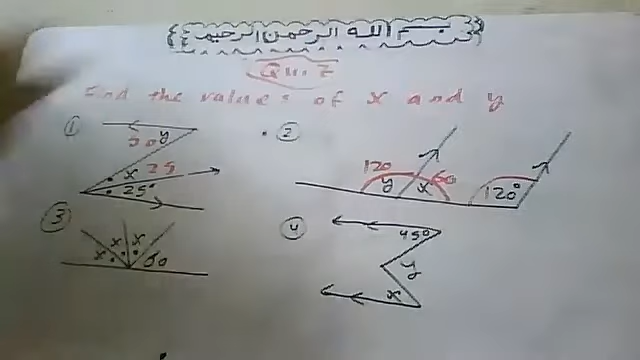 بسم الله الرحمن الرحيم
Quiz
Find the values of x and y
1 50 y x 25 25°
2 120 y x 60 120°
3 x x x 60
4 45° y x